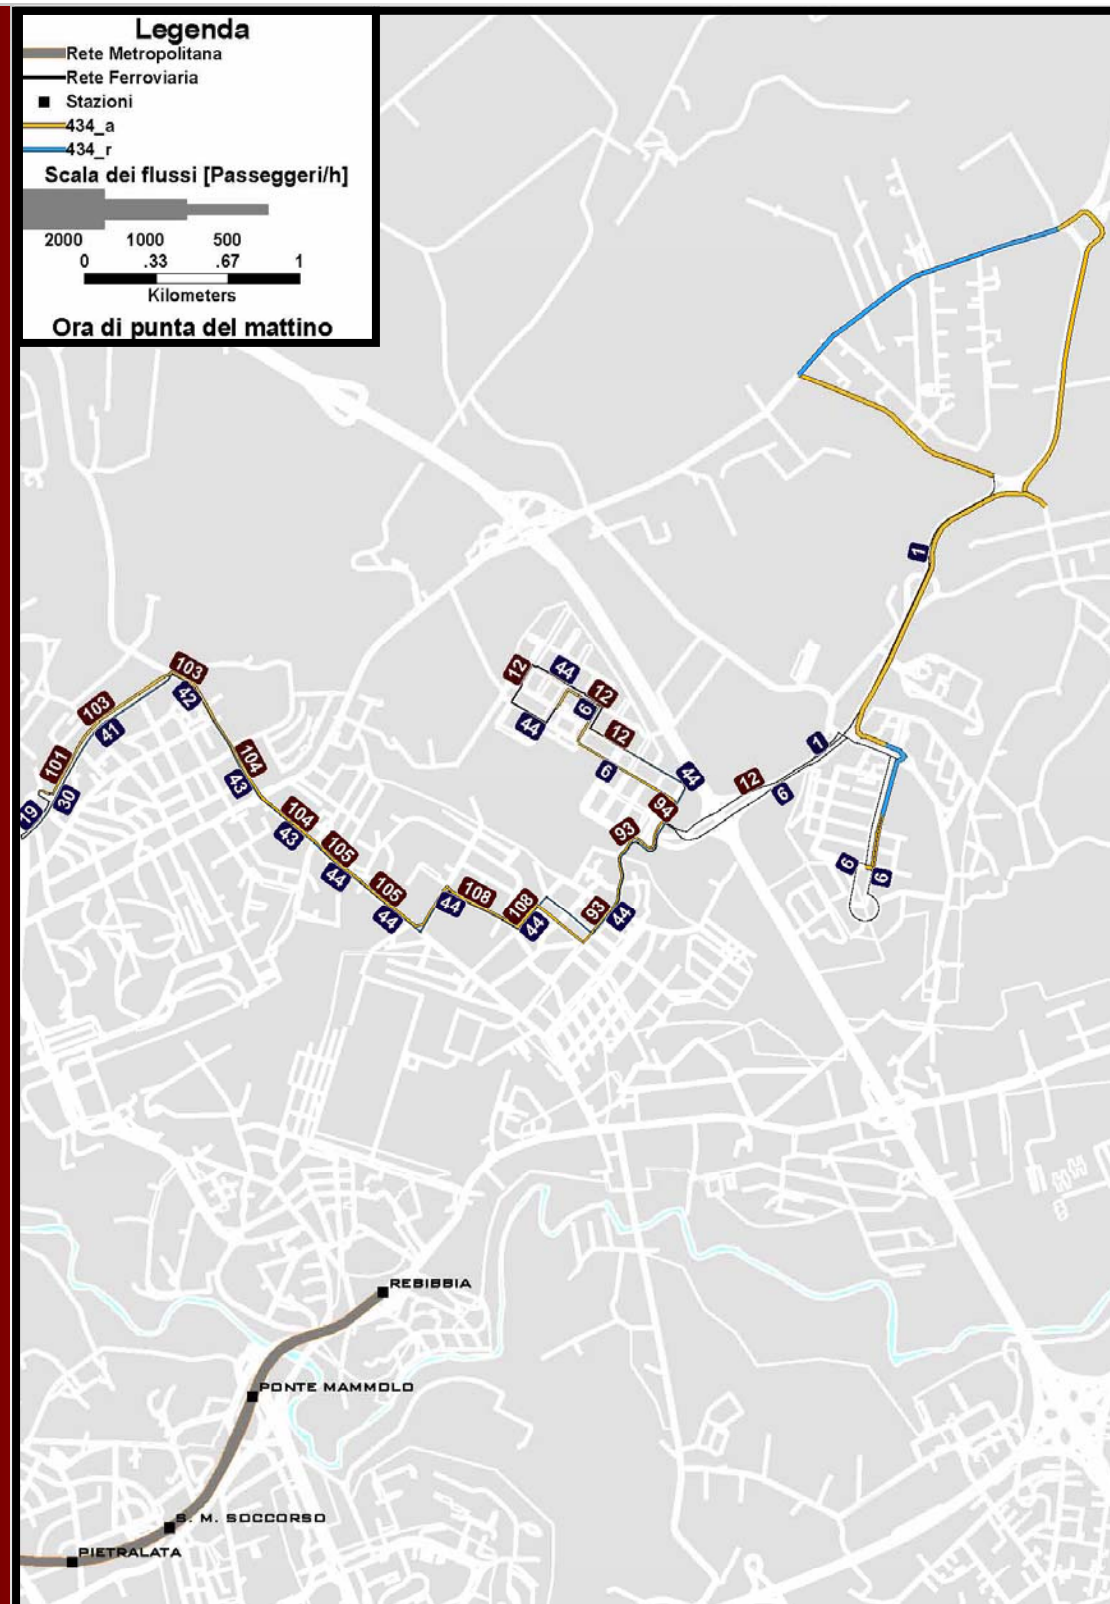 Legenda
Rete Metropolitana
Rete Ferroviaria
Stazioni
434_a
434_r
Scala dei flussi [Passeggeri/h]
2000 1000 500
0 .33 .67 1
Kilometers
Ora di punta del mattino
1
103
12
44
12
42
6
103
41
44
12
1
101
104
6
44
12
30
43
6
19
104
94
43
105
93
44
105
6
6
44
108
108
93
44
44
44
REBIBBIA
PONTE MAMMOLO
S. M. SOCCORSO
PIETRALATA